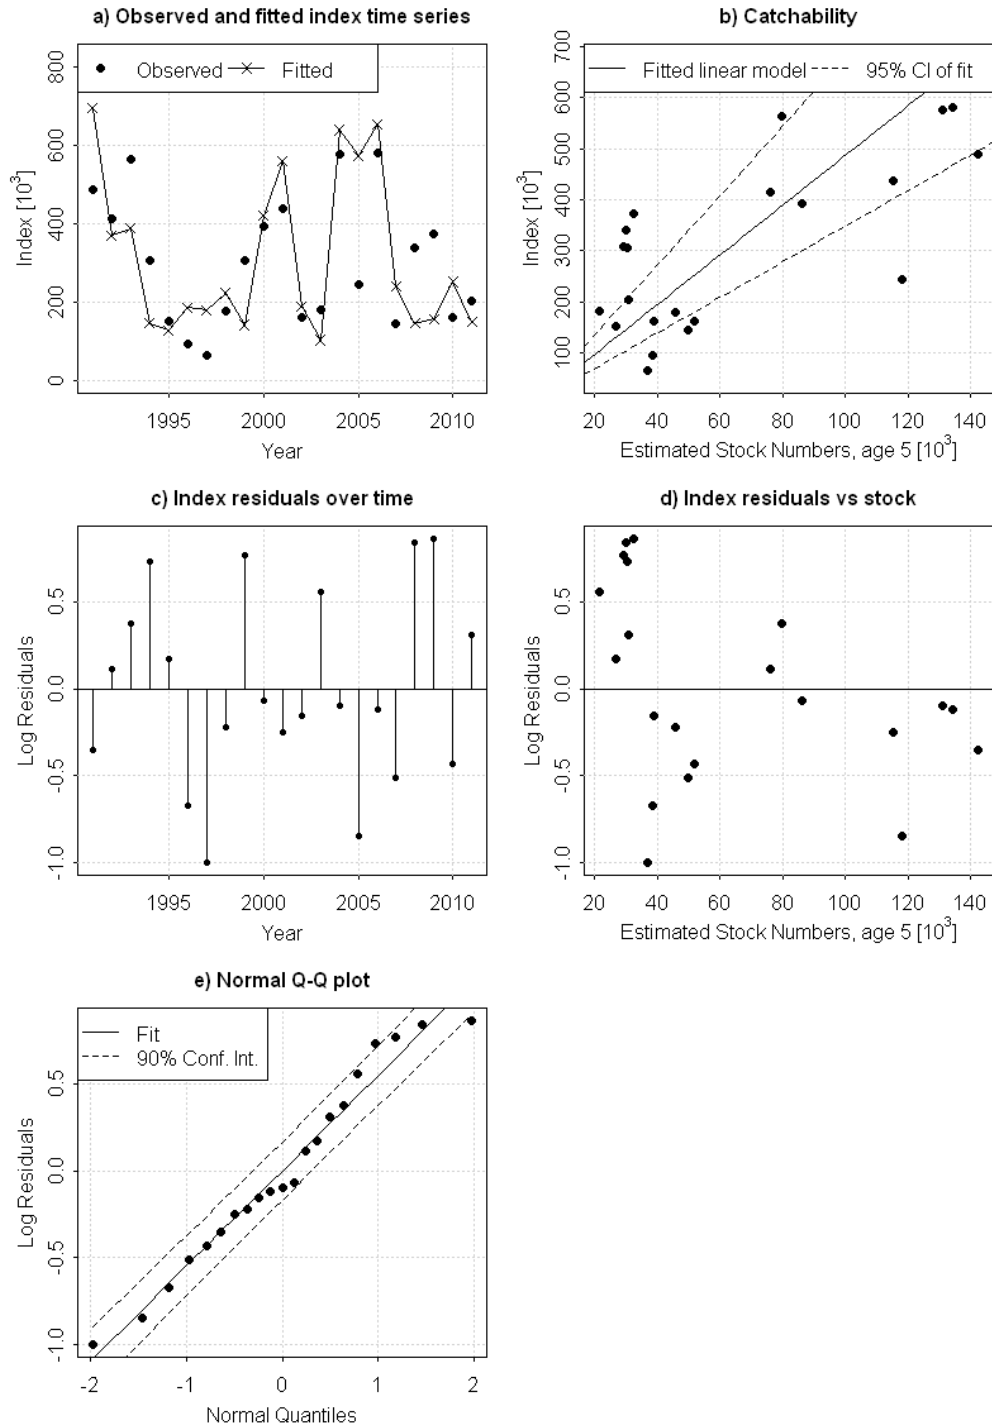 a) Observed and fitted index time series
Observed Fitted
Index [10³]
0 200 400 600 800
1995 2000 2005 2010
Year
b) Catchability
Fitted linear model 95% CI of fit
Index [10³]
100 200 300 400 500 600 700
20 40 60 80 100 120 140
Estimated Stock Numbers, age 5 [10³]
c) Index residuals over time
Log Residuals
-1.0 -0.5 0.0 0.5
1995 2000 2005 2010
Year
d) Index residuals vs stock
Log Residuals
-1.0 -0.5 0.0 0.5
20 40 60 80 100 120 140
Estimated Stock Numbers, age 5 [10³]
e) Normal Q-Q plot
Fit
90% Conf. Int.
Log Residuals
-1.0 -0.5 0.0 0.5
-2 -1 0 1 2
Normal Quantiles